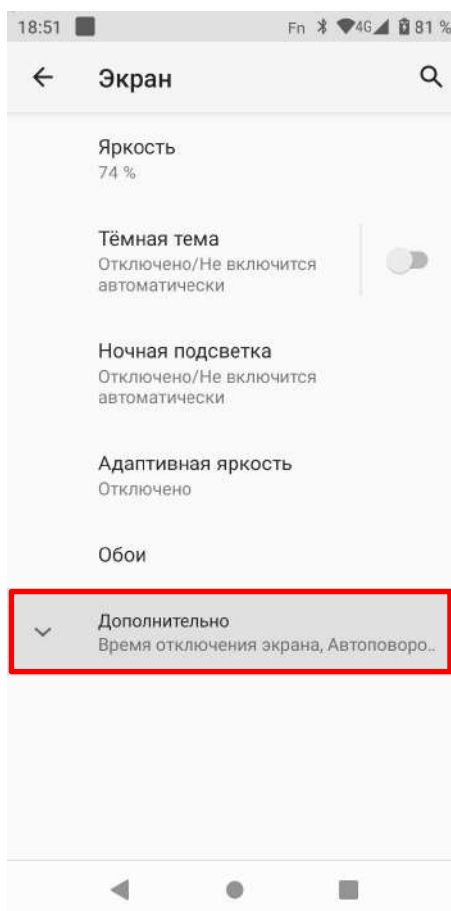 18:51 Fn 4G 81 %
Экран
Яркость
74 %
Тёмная тема
Отключено/Не включится
автоматически
Ночная подсветка
Отключено/Не включится
автоматически
Адаптивная яркость
Отключено
Обои
Дополнительно
Время отключения экрана, Автоповоро..